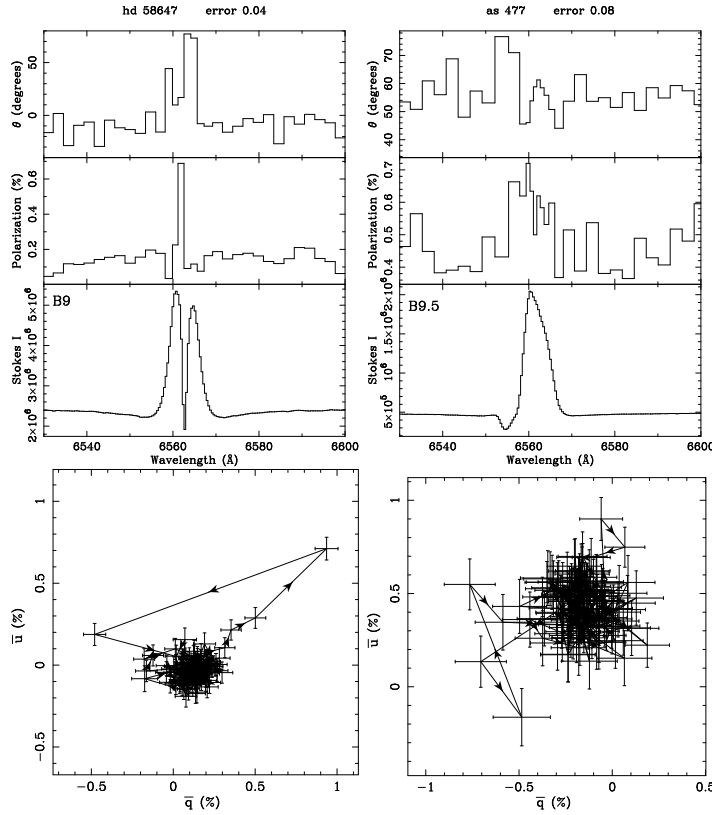 hd 58647 error 0.04
as 477 error 0.08
θ (degrees)
50
0
Polarization (%)
0.6
0.4
0.2
Stokes I
5×10⁶
4×10⁶
3×10⁶
2×10⁶
B9
6540 6560 6580 6600
Wavelength (Å)
θ (degrees)
70
60
50
40
Polarization (%)
0.7
0.6
0.5
0.4
Stokes I
2×10⁶
1.5×10⁶
10⁶
5×10⁵
B9.5
6540 6560 6580 6600
Wavelength (Å)
u̅ (%)
1
0.5
0
−0.5
−0.5 0 0.5 1
q̅ (%)
u̅ (%)
1
0.5
0
−1 −0.5 0 0.5
q̅ (%)